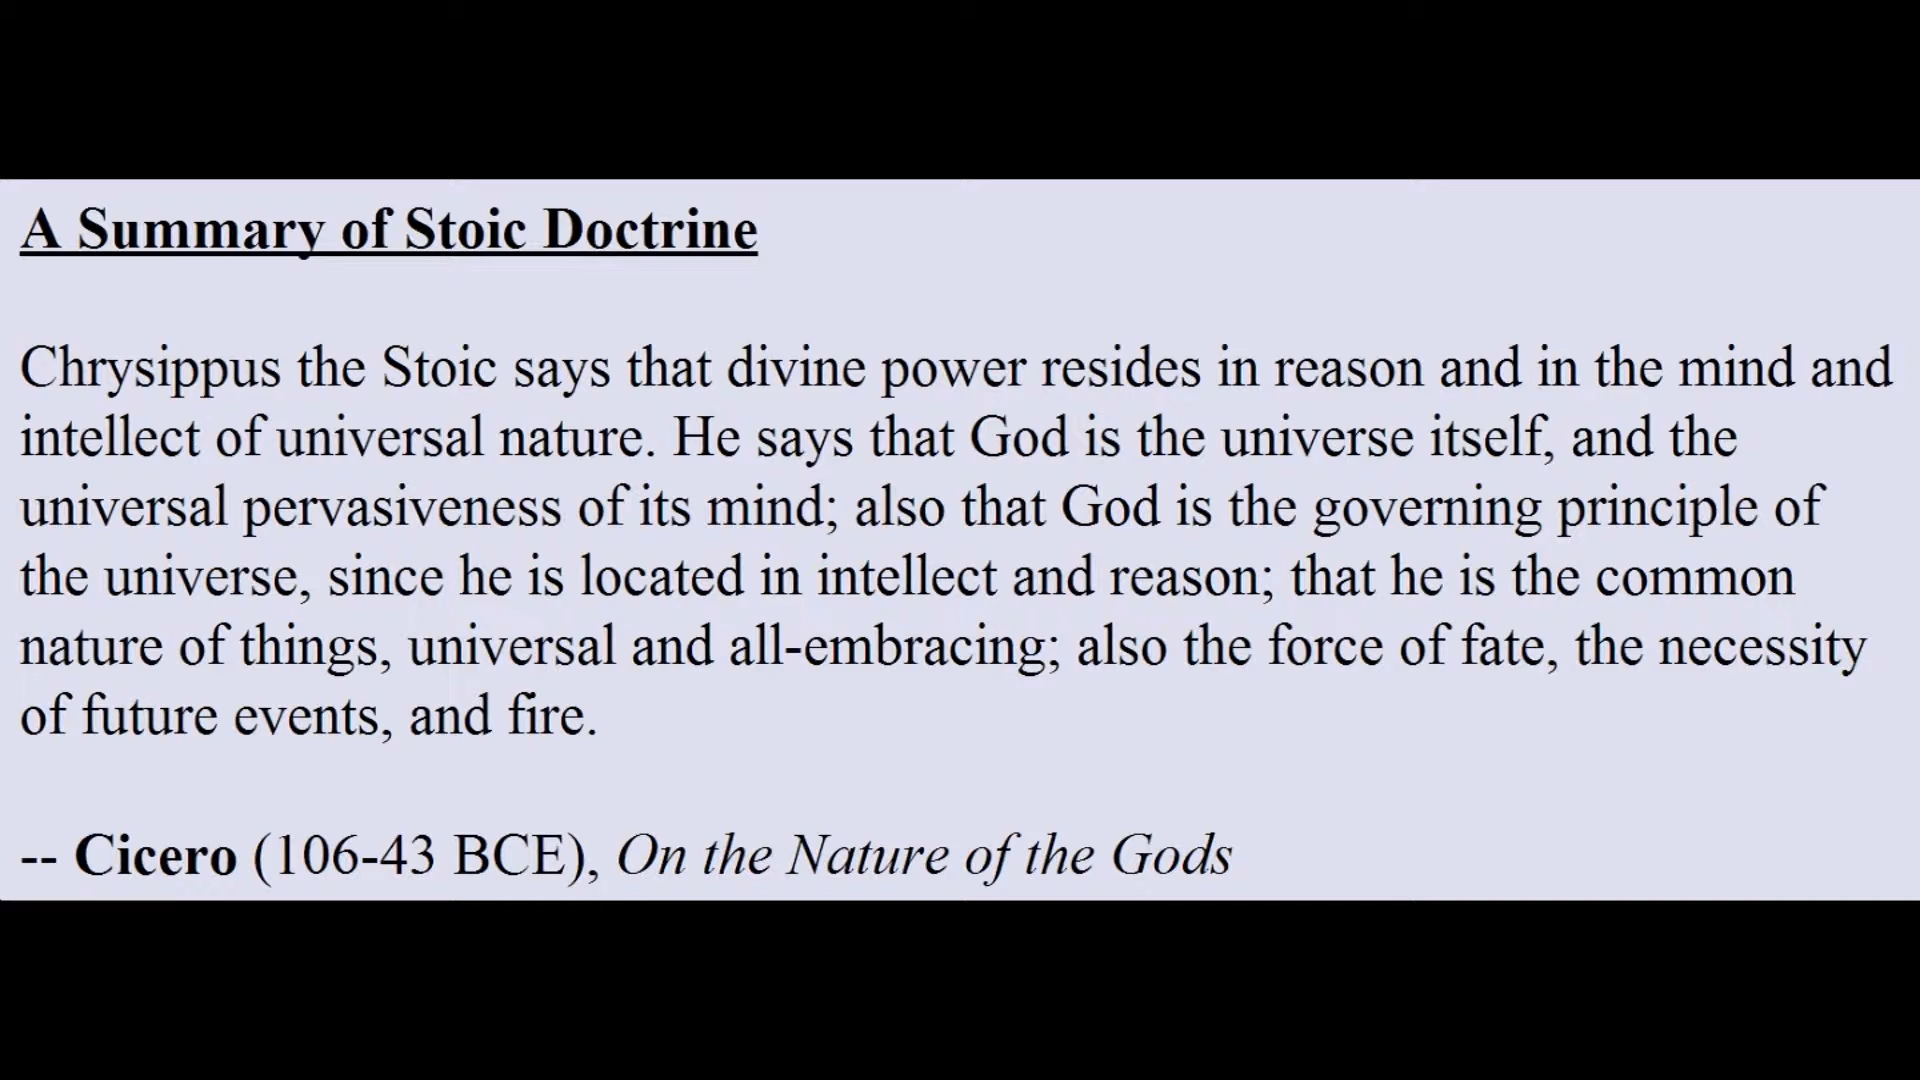 A Summary of Stoic Doctrine
Chrysippus the Stoic says that divine power resides in reason and in the mind and
intellect of universal nature. He says that God is the universe itself, and the
universal pervasiveness of its mind; also that God is the governing principle of
the universe, since he is located in intellect and reason; that he is the common
nature of things, universal and all-embracing; also the force of fate, the necessity
of future events, and fire.
-- Cicero (106-43 BCE), On the Nature of the Gods